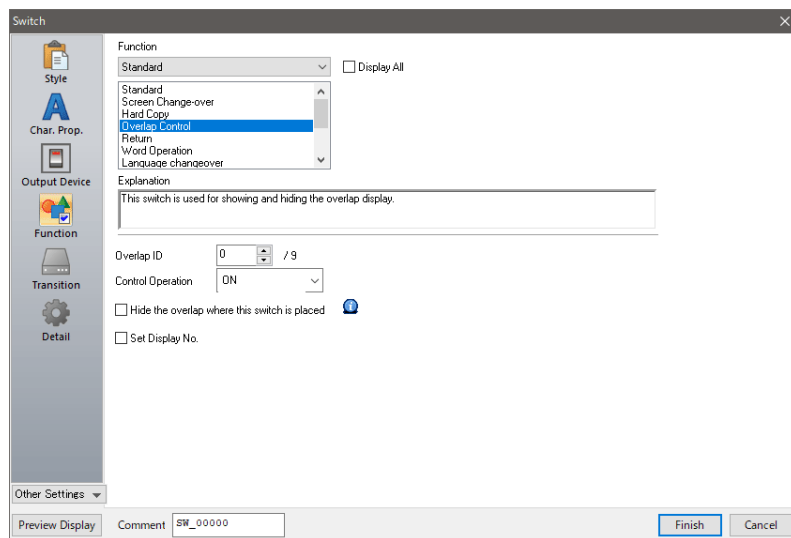 Switch
Style
Char. Prop.
Output Device
Function
Transition
Detail
Other Settings
Function
Standard
Display All
Standard
Screen Change-over
Hard Copy
Overlap Control
Return
Word Operation
Language changeover
Explanation
This switch is used for showing and hiding the overlap display.
Overlap ID 0 / 9
Control Operation ON
Hide the overlap where this switch is placed
Set Display No.
Preview Display Comment SW_00000 Finish Cancel